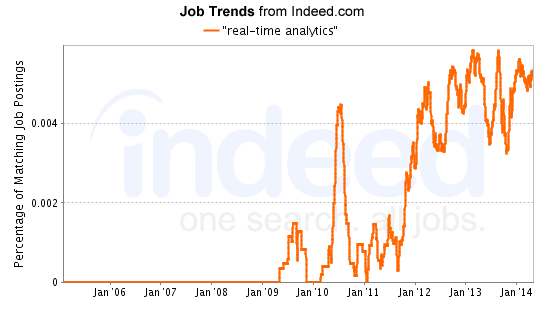 Job Trends from Indeed.com
"real-time analytics"
Percentage of Matching Job Postings
0.004
0.002
0
indeed
one search. all jobs.
Jan '06 Jan '07 Jan '08 Jan '09 Jan '10 Jan '11 Jan '12 Jan '13 Jan '14